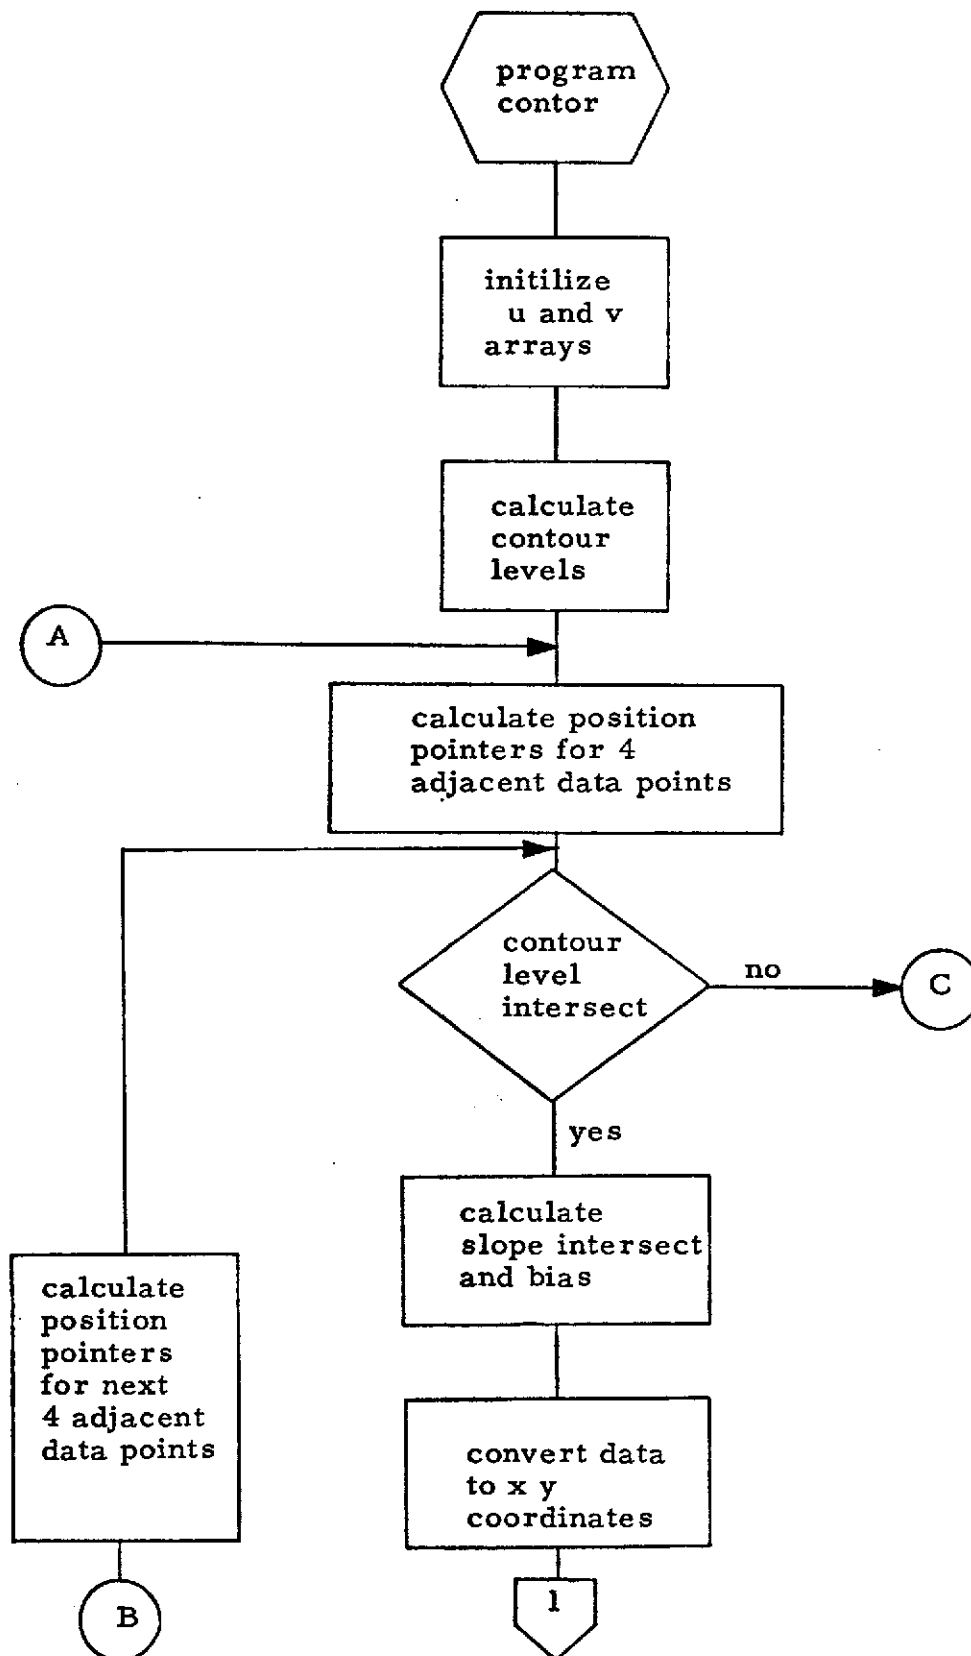 program
contor
initilize
u and v
arrays
calculate
contour
levels
A
calculate position
pointers for 4
adjacent data points
contour
level
intersect
no
C
yes
calculate
slope intersect
and bias
calculate
position
pointers
for next
4 adjacent
data points
convert data
to x y
coordinates
B
1